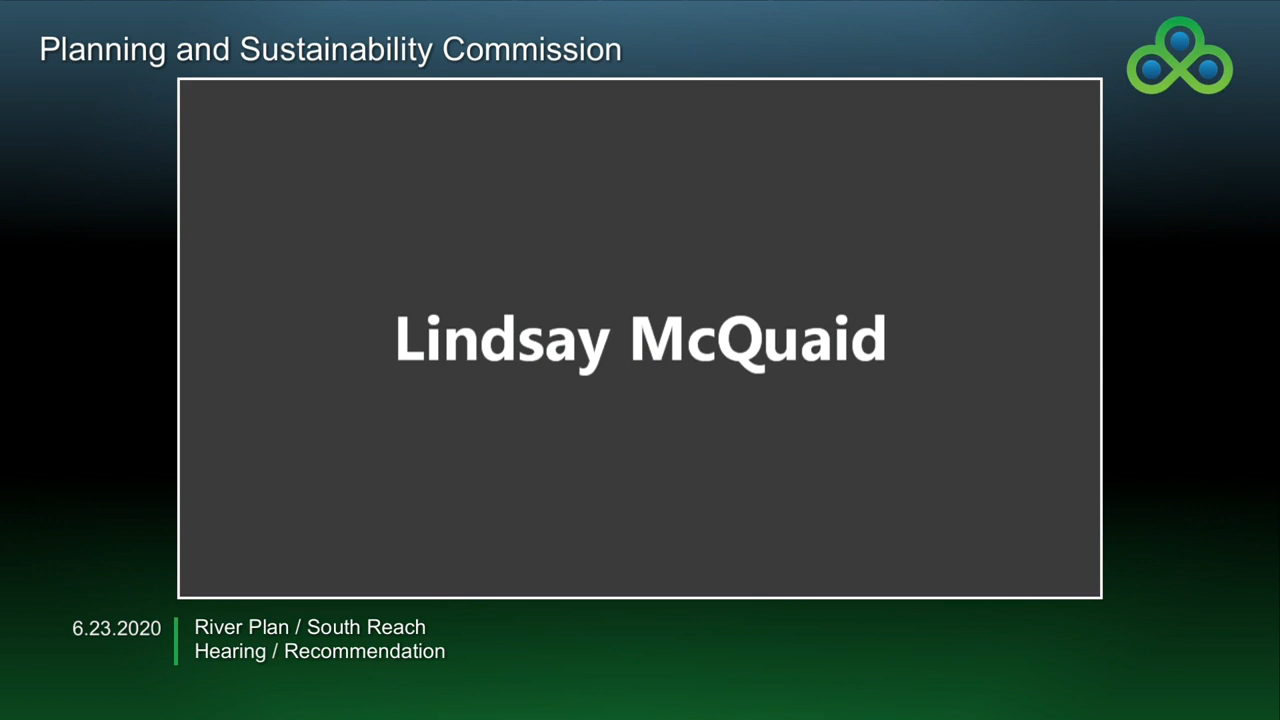 Planning and Sustainability Commission
Lindsay McQuaid
6.23.2020
River Plan / South Reach
Hearing / Recommendation